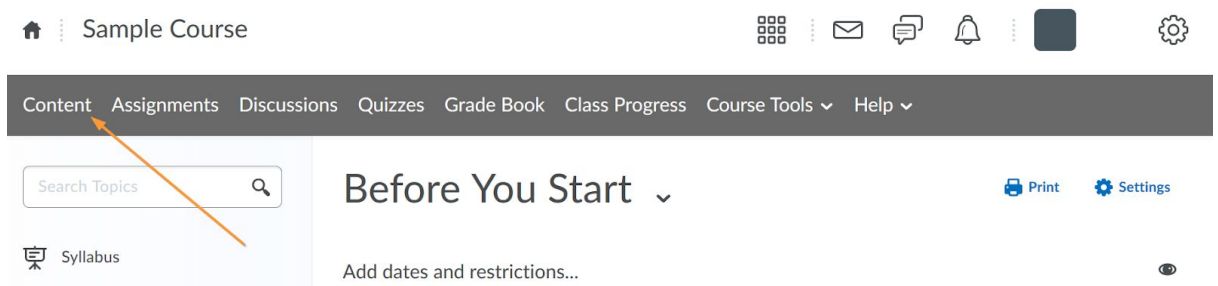 Sample Course
Content Assignments Discussions Quizzes Grade Book Class Progress Course Tools Help
Search Topics
Before You Start
Print Settings
Syllabus
Add dates and restrictions...